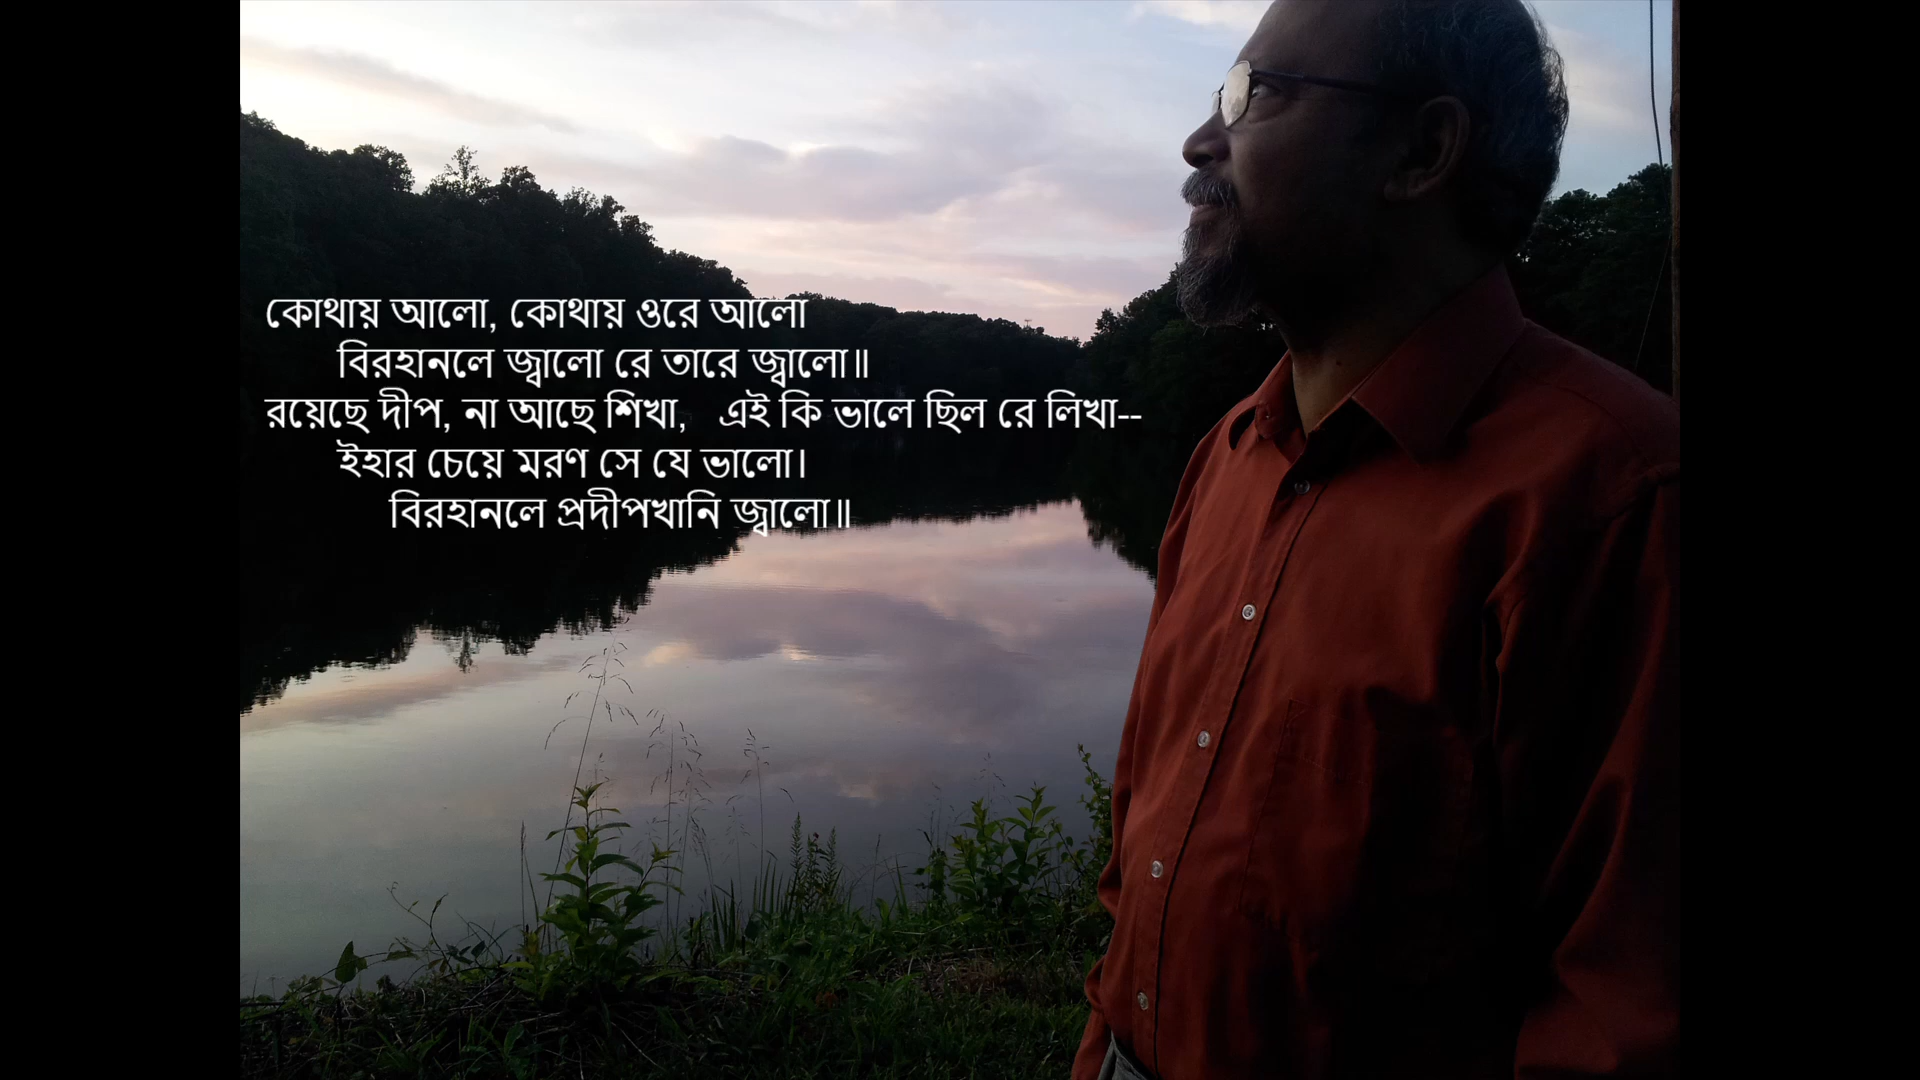 কোথায় আলো, কোথায় ওরে আলো
বিরহানলে জ্বালো রে তারে জ্বালো॥
রয়েছে দীপ, না আছে শিখা,   এই কি ভালে ছিল রে লিখা--
ইহার চেয়ে মরণ সে যে ভালো।
বিরহানলে প্রদীপখানি জ্বালো॥